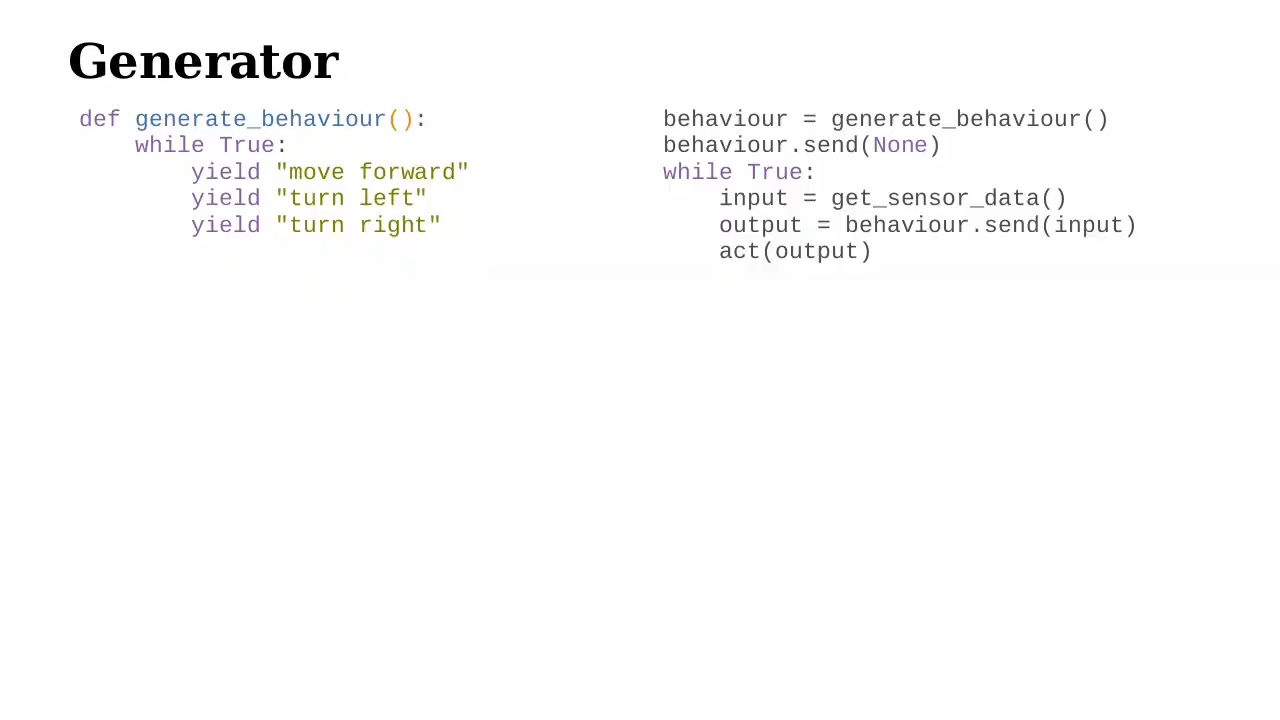 Generator
def generate_behaviour():
    while True:
        yield "move forward"
        yield "turn left"
        yield "turn right"
behaviour = generate_behaviour()
behaviour.send(None)
while True:
    input = get_sensor_data()
    output = behaviour.send(input)
    act(output)